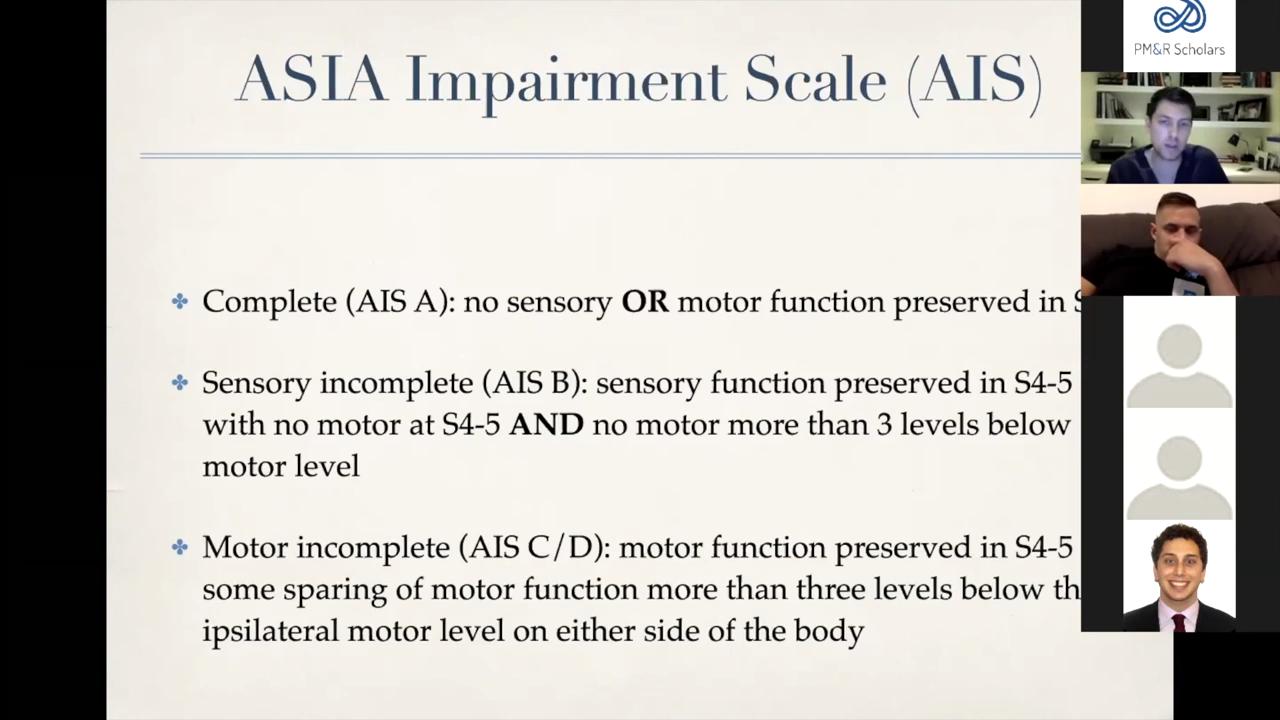 ASIA Impairment Scale (AIS)
PM&R Scholars
Complete (AIS A): no sensory OR motor function preserved in
Sensory incomplete (AIS B): sensory function preserved in S4-5
with no motor at S4-5 AND no motor more than 3 levels below
motor level
Motor incomplete (AIS C/D): motor function preserved in S4-5
some sparing of motor function more than three levels below
ipsilateral motor level on either side of the body